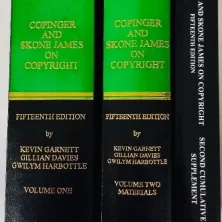 COPINGER
AND
SKONE JAMES
ON
COPYRIGHT
FIFTEENTH EDITION
by
KEVIN GARNETT
GILLIAN DAVIES
GWILYM HARBOTTLE
VOLUME ONE
COPINGER
AND
SKONE JAMES
ON
COPYRIGHT
FIFTEENTH EDITION
by
KEVIN GARNETT
GILLIAN DAVIES
GWILYM HARBOTTLE
VOLUME TWO
MATERIALS
AND SKONE JAMES ON COPYRIGHT
FIFTEENTH EDITION
SECOND CUMULATIVE
SUPPLEMENT